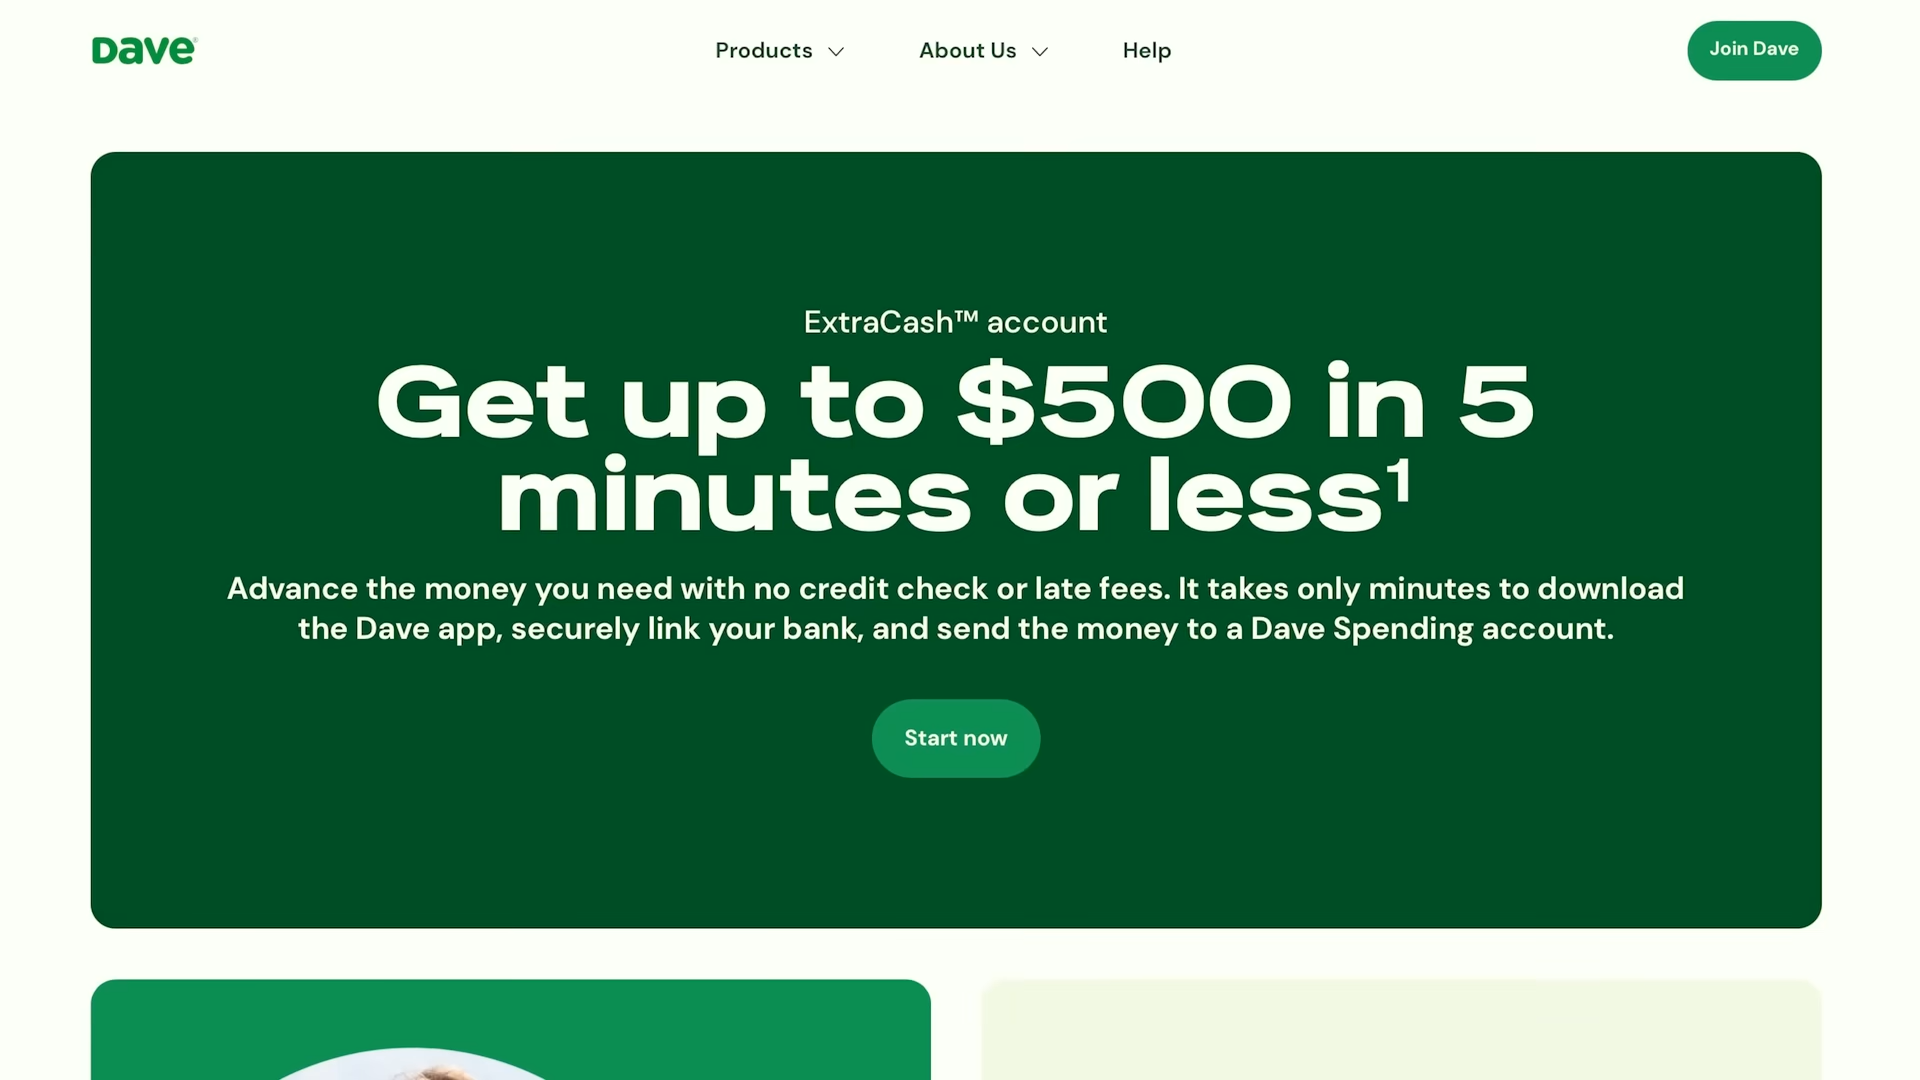 Dave®
Products
About Us
Help
Join Dave
ExtraCash™ account
Get up to $500 in 5
minutes or less¹
Advance the money you need with no credit check or late fees. It takes only minutes to download
the Dave app, securely link your bank, and send the money to a Dave Spending account.
Start now